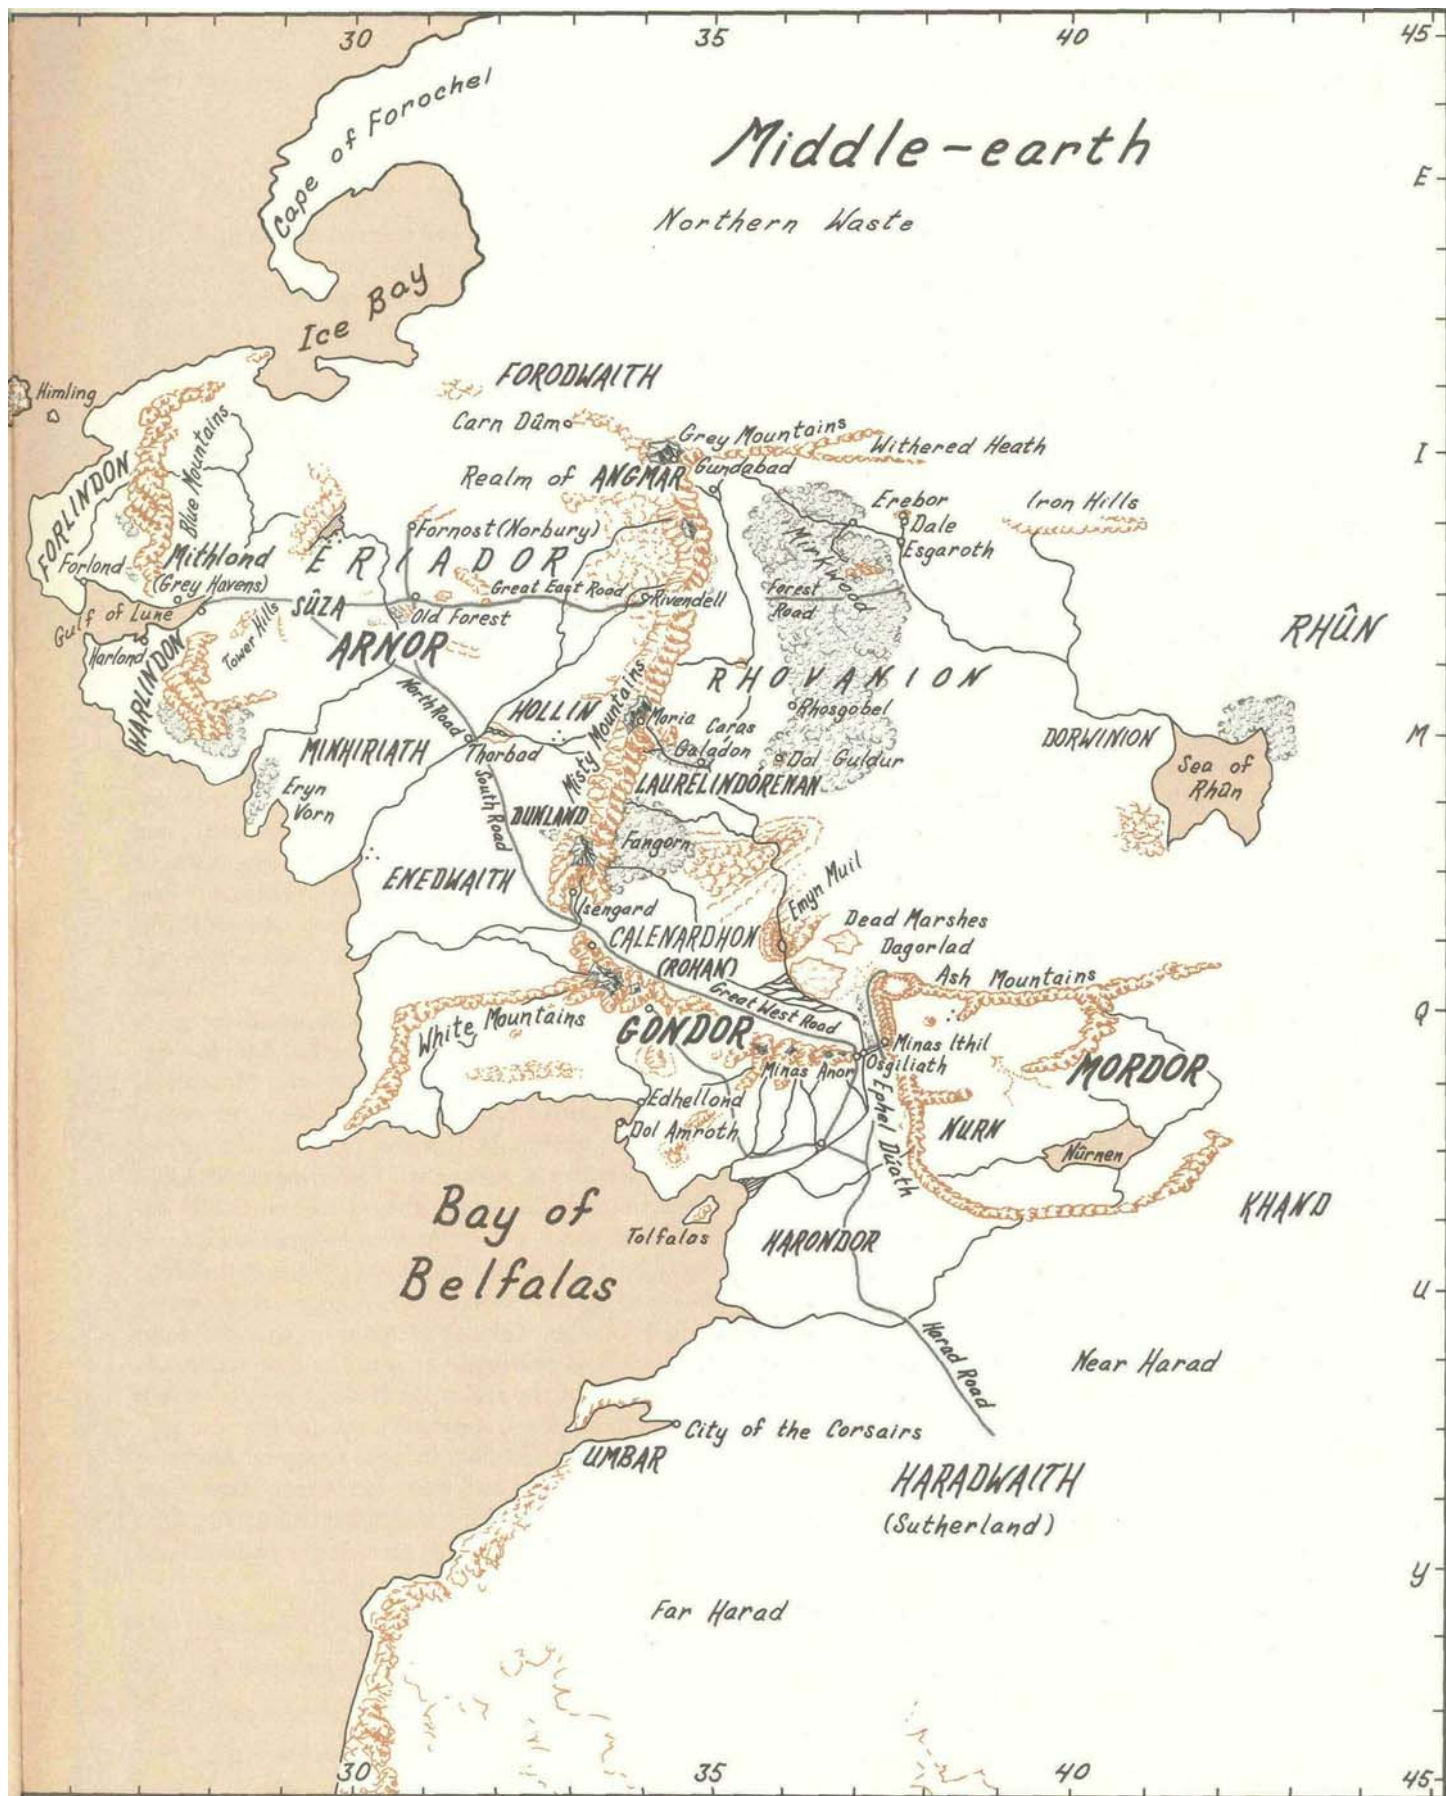 30
35
40
45
Cape of Forochel
Middle-earth
E
Northern Waste
Ice Bay
Himling
FORODWAITH
Carn Dûm
Grey Mountains
Withered Heath
I
Gundabad
Realm of ANGMAR
Blue Mountains
FORLINDON
Erebor
Dale
Esgaroth
Iron Hills
Mirkwood
Fornost (Norbury)
ERIADOR
Forlond
Mithlond
(Grey Havens)
Great East Road
Rivendell
Forest
Road
SÛZA
Old Forest
Gulf of Lune
Harlond
HARLINDON
Tower Hills
ARNOR
RHÛN
RHOVANION
North Road
HOLLIN
Misty Mountains
Moria
Rhosgobel
Caras
Galadon
MINHIRIATH
Tharbad
DORWINION
M
Sea of
Rhûn
Dol Guldur
LAURELINDÓRENAN
Eryn
Vorn
South Road
DUNLAND
Fangorn
ENEDWAITH
Emyn Muil
Isengard
Dead Marshes
Dagorlad
CALENARDHON
(ROHAN)
Ash Mountains
Great West Road
White Mountains
GONDOR
Q
Minas Ithil
Osgiliath
Minas Anor
MORDOR
Edhellond
Dol Amroth
Ephel Dúath
NURN
Nûrnen
Bay of
Belfalas
Tolfalas
HARONDOR
KHAND
U
Harad Road
Near Harad
City of the Corsairs
UMBAR
HARADWAITH
(Sutherland)
Y
Far Harad
30
35
40
45